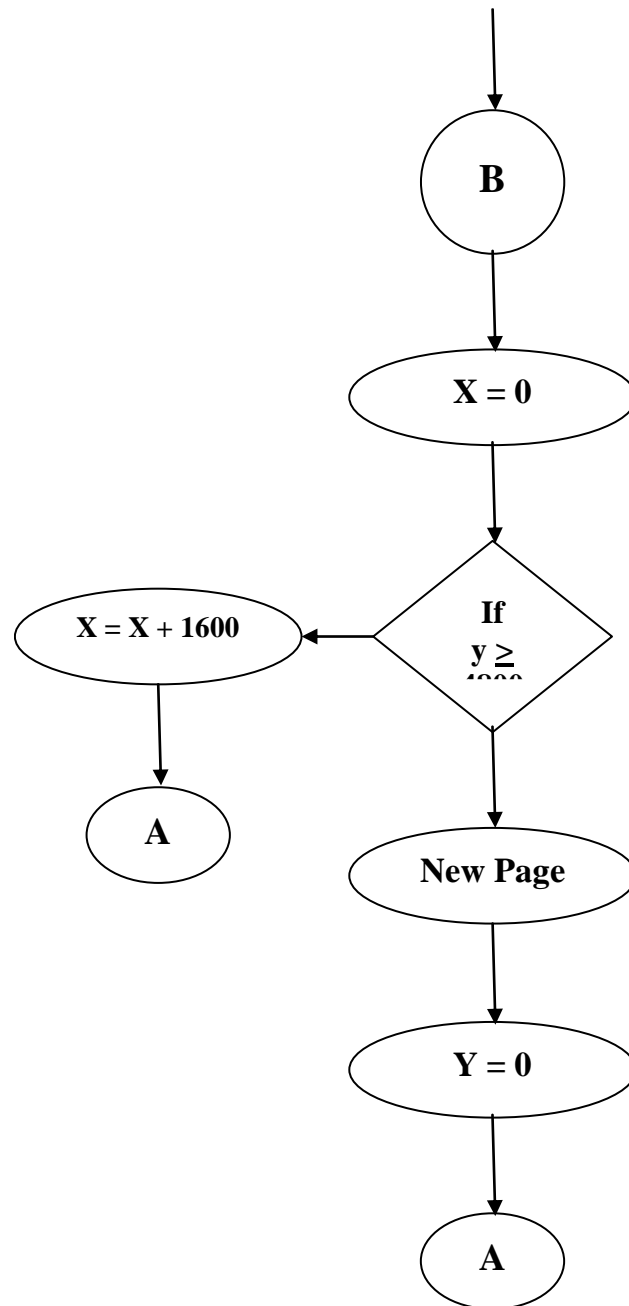 B
X = 0
If
y ≥
X = X + 1600
A
New Page
Y = 0
A